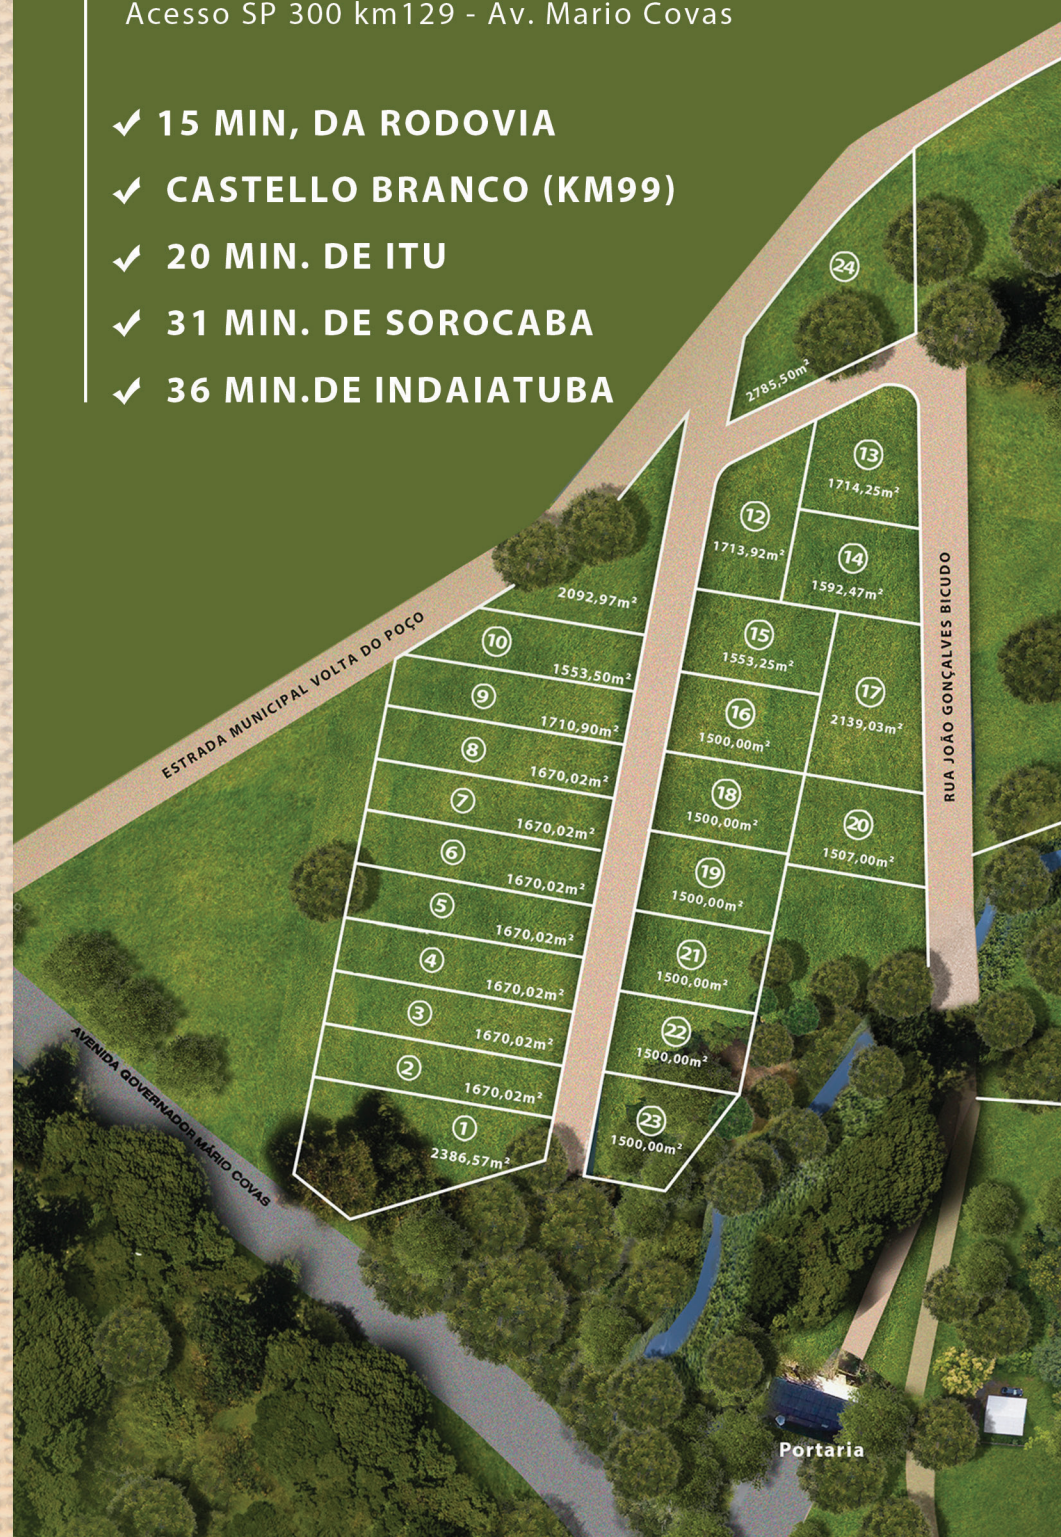 Acesso SP 300 km129 - Av. Mario Covas
15 MIN, DA RODOVIA
CASTELLO BRANCO (KM99)
20 MIN. DE ITU
31 MIN. DE SOROCABA
36 MIN.DE INDAIATUBA
24
2785,50m²
13
1714,25m²
12
1713,92m²
14
1592,47m²
2092,97m²
15
1553,25m²
10
1553,50m²
17
2139,03m²
9
1710,90m²
16
1500,00m²
8
1670,02m²
18
1500,00m²
7
1670,02m²
20
1507,00m²
6
1670,02m²
19
1500,00m²
5
1670,02m²
4
1670,02m²
21
1500,00m²
3
1670,02m²
22
1500,00m²
2
1670,02m²
1
2386,57m²
23
1500,00m²
ESTRADA MUNICIPAL VOLTA DO POÇO
RUA JOÃO GONÇALVES BICUDO
AVENIDA GOVERNADOR MÁRIO COVAS
Portaria